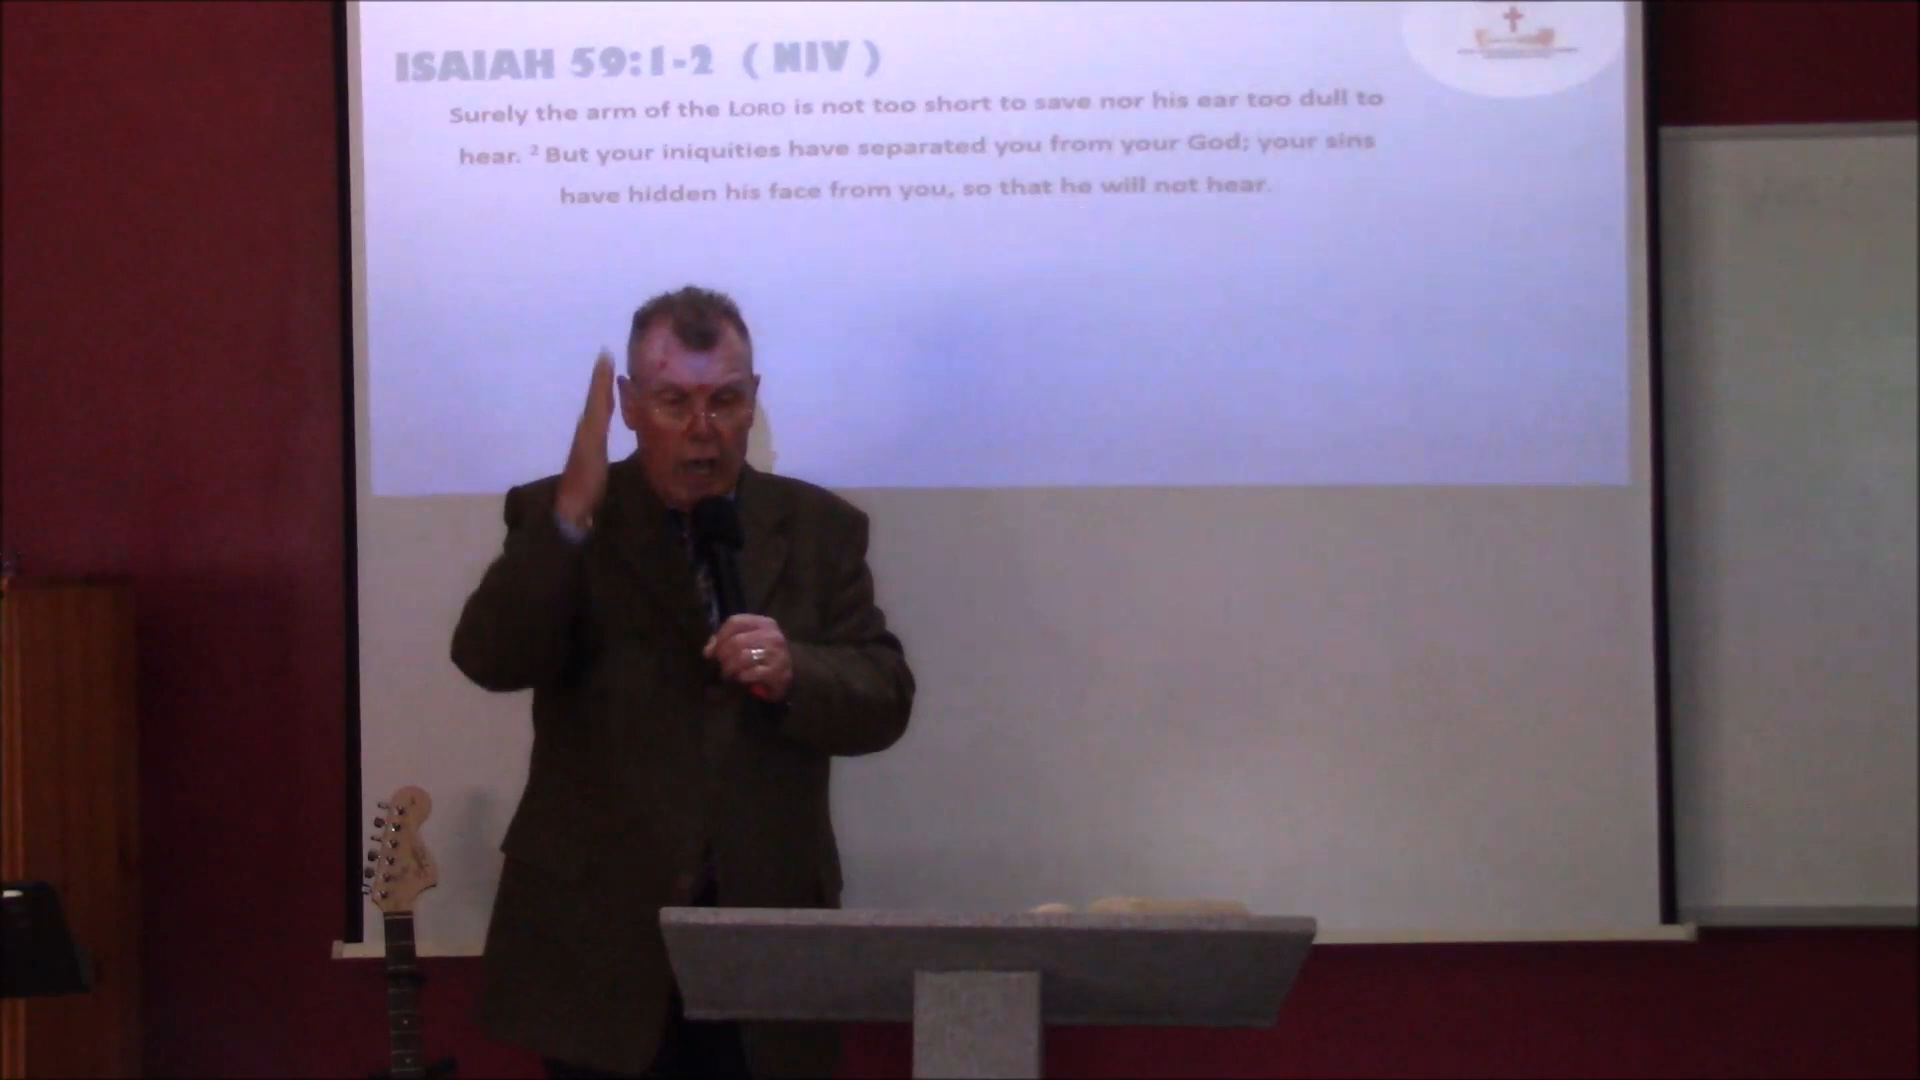 ISAIAH 59:1-2 ( NIV )
Surely the arm of the LORD is not too short to save nor his ear too dull to
hear. ² But your iniquities have separated you from your God; your sins
have hidden his face from you, so that he will not hear.